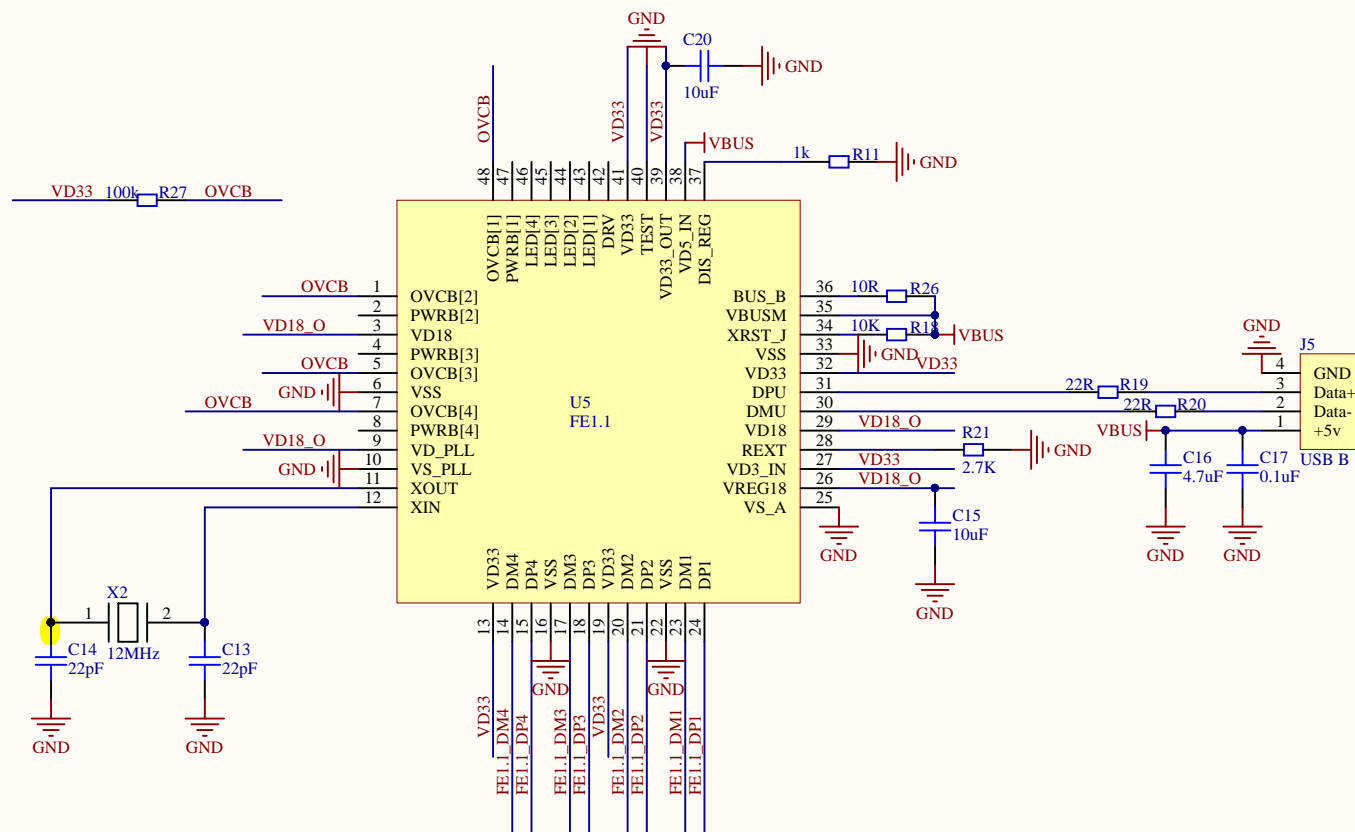 GND
C20
GND
10uF
OVCB
VD33
VD33
VBUS
1k
R11
GND
VD33
100k
R27
OVCB
48
47
46
45
44
43
42
41
40
39
38
37
OVCB[1]
PWRB[1]
LED[4]
LED[3]
LED[2]
LED[1]
DRV
VD33
TEST
VD33_OUT
VD5_IN
DIS_REG
OVCB
1
OVCB[2]
2
PWRB[2]
VD18_O
3
VD18
4
PWRB[3]
OVCB
5
OVCB[3]
GND
6
VSS
OVCB
7
OVCB[4]
8
PWRB[4]
VD18_O
9
VD_PLL
GND
10
VS_PLL
11
XOUT
12
XIN
U5
FE1.1
BUS_B
36
10R
R26
VBUSM
35
XRST_J
34
10K
R18
VBUS
VSS
33
GND
VD33
32
VD33
DPU
31
22R
R19
DMU
30
22R
R20
VD18
29
VD18_O
REXT
28
R21
2.7K
GND
VD3_IN
27
VD33
VREG18
26
VD18_O
VS_A
25
GND
C15
10uF
GND
GND
J5
4
GND
3
Data+
2
Data-
VBUS
1
+5v
USB B
C16
4.7uF
C17
0.1uF
GND
GND
VD33
DM4
DP4
VSS
DM3
DP3
VD33
DM2
DP2
VSS
DM1
DP1
13
14
15
16
17
18
19
20
21
22
23
24
VD33
FE1.1_DM4
FE1.1_DP4
GND
FE1.1_DM3
FE1.1_DP3
VD33
FE1.1_DM2
FE1.1_DP2
GND
FE1.1_DM1
FE1.1_DP1
X2
1
2
12MHz
C14
22pF
C13
22pF
GND
GND